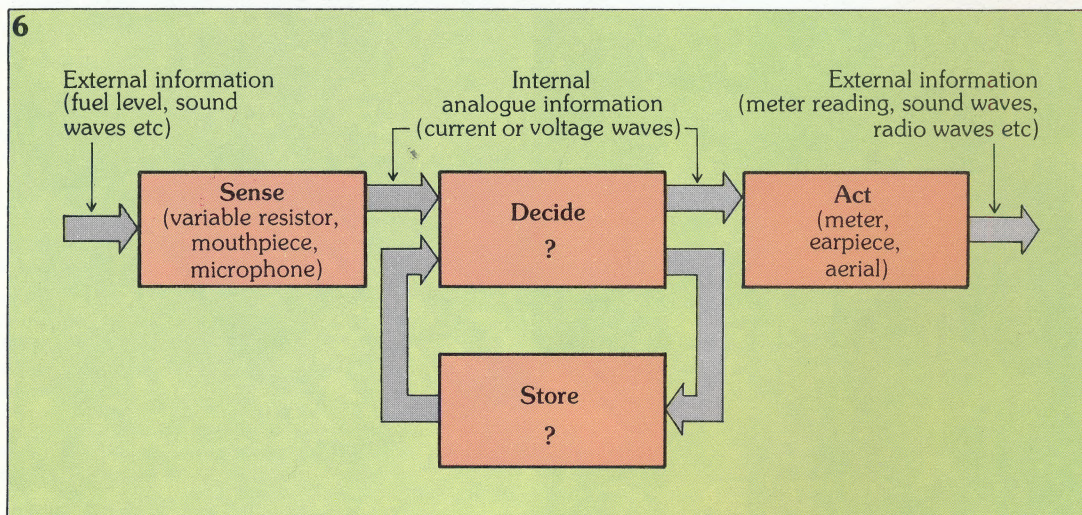 6
External information
(fuel level, sound
waves etc)
Internal
analogue information
(current or voltage waves)
External information
(meter reading, sound waves,
radio waves etc)
Sense
(variable resistor,
mouthpiece,
microphone)
Decide
?
Act
(meter,
earpiece,
aerial)
Store
?